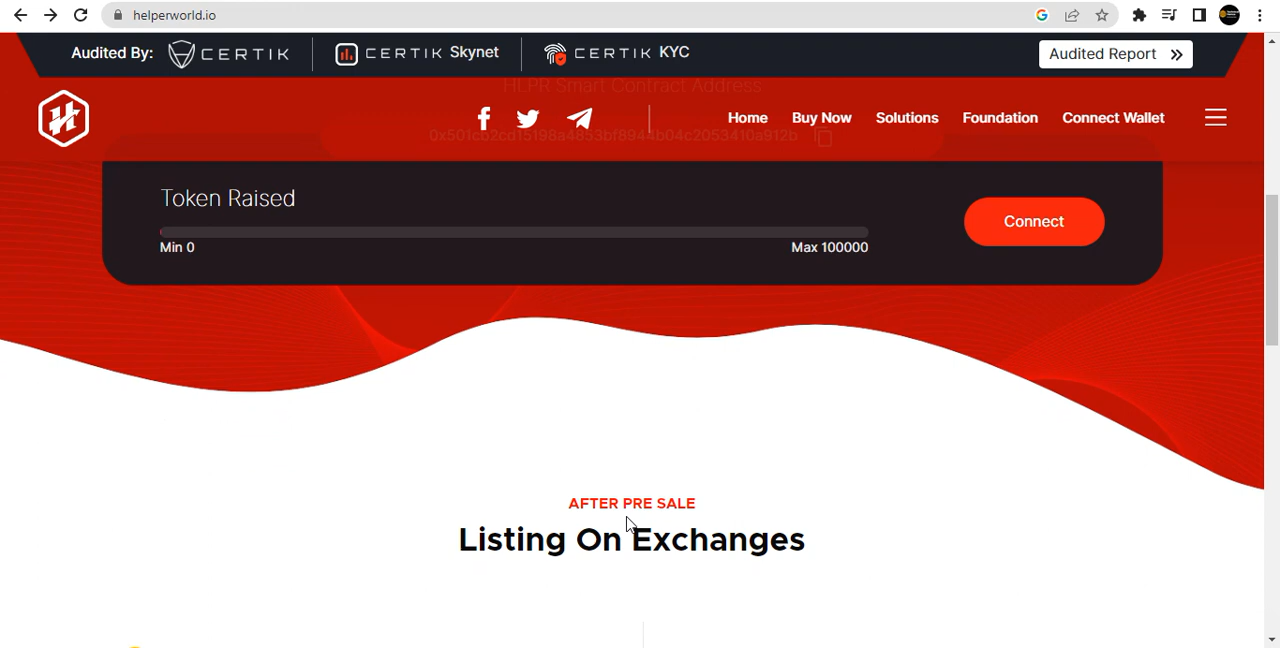 helperworld.io
Audited By: CERTIK CERTIK Skynet CERTIK KYC Audited Report
HLPR Smart Contract Address
Home Buy Now Solutions Foundation Connect Wallet
Token Raised
Connect
Min 0 Max 100000
AFTER PRE SALE
Listing On Exchanges